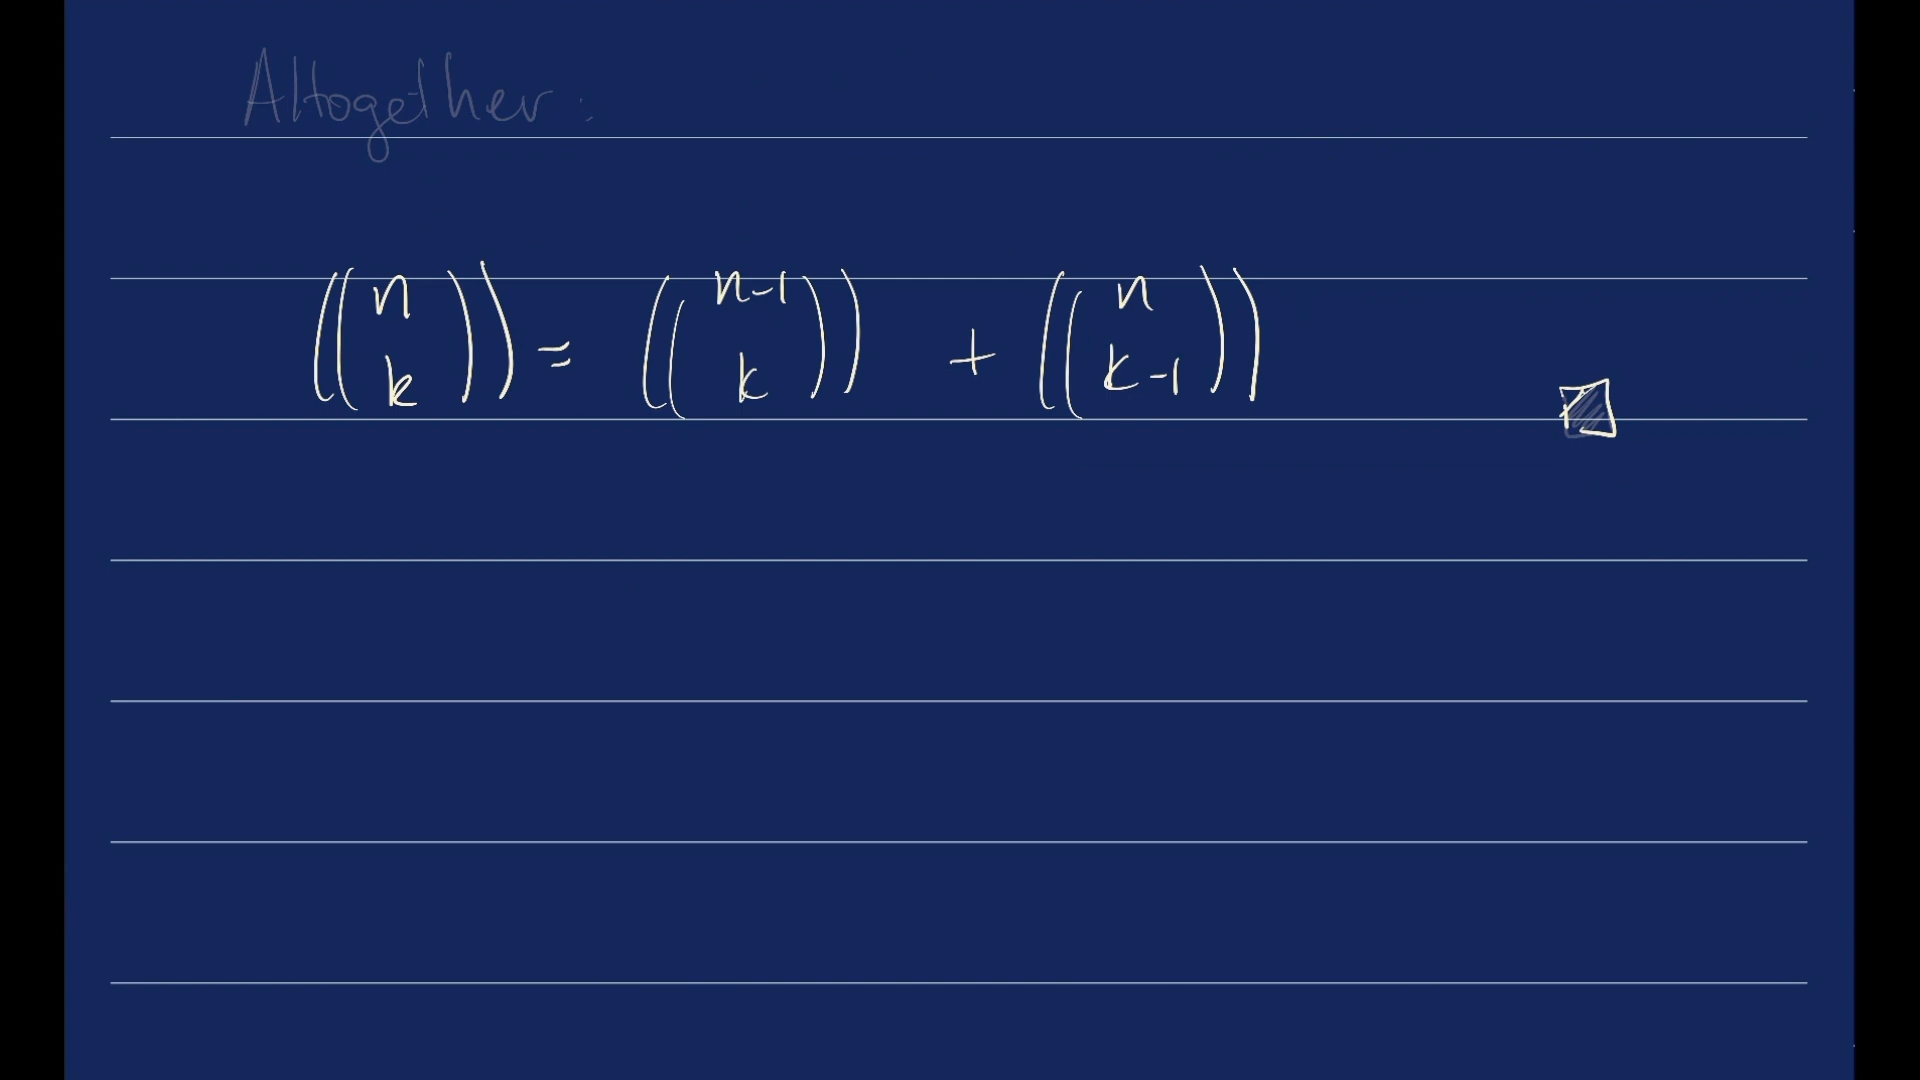 Altogether:
((n k)) = ((n-1 k)) + ((n k-1))